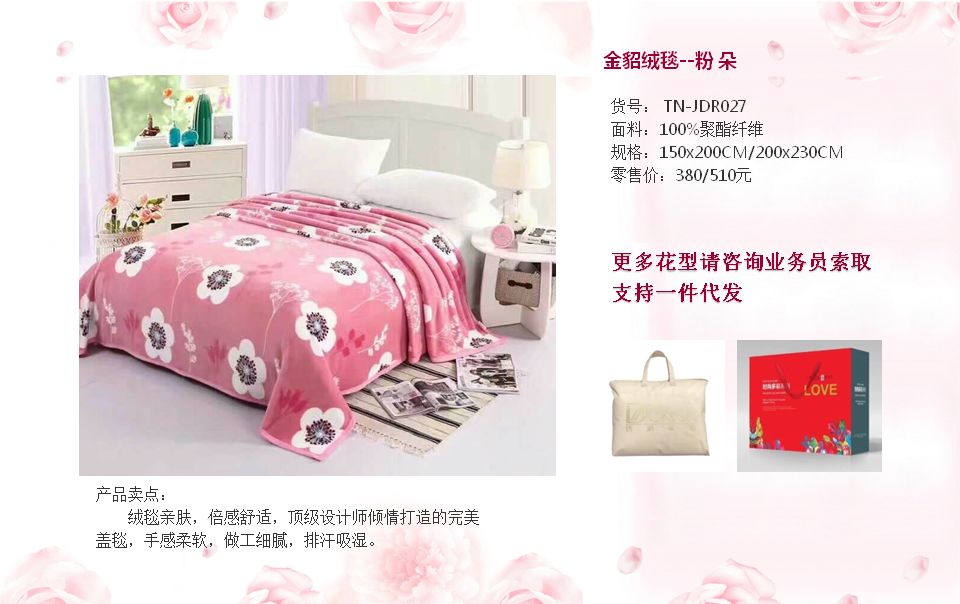 金貂绒毯--粉 朵
货号： TN-JDR027
面料：100%聚酯纤维
规格：150x200CM/200x230CM
零售价：380/510元
更多花型请咨询业务员索取
支持一件代发
LOVE
产品卖点：
绒毯亲肤，倍感舒适，顶级设计师倾情打造的完美
盖毯，手感柔软，做工细腻，排汗吸湿。